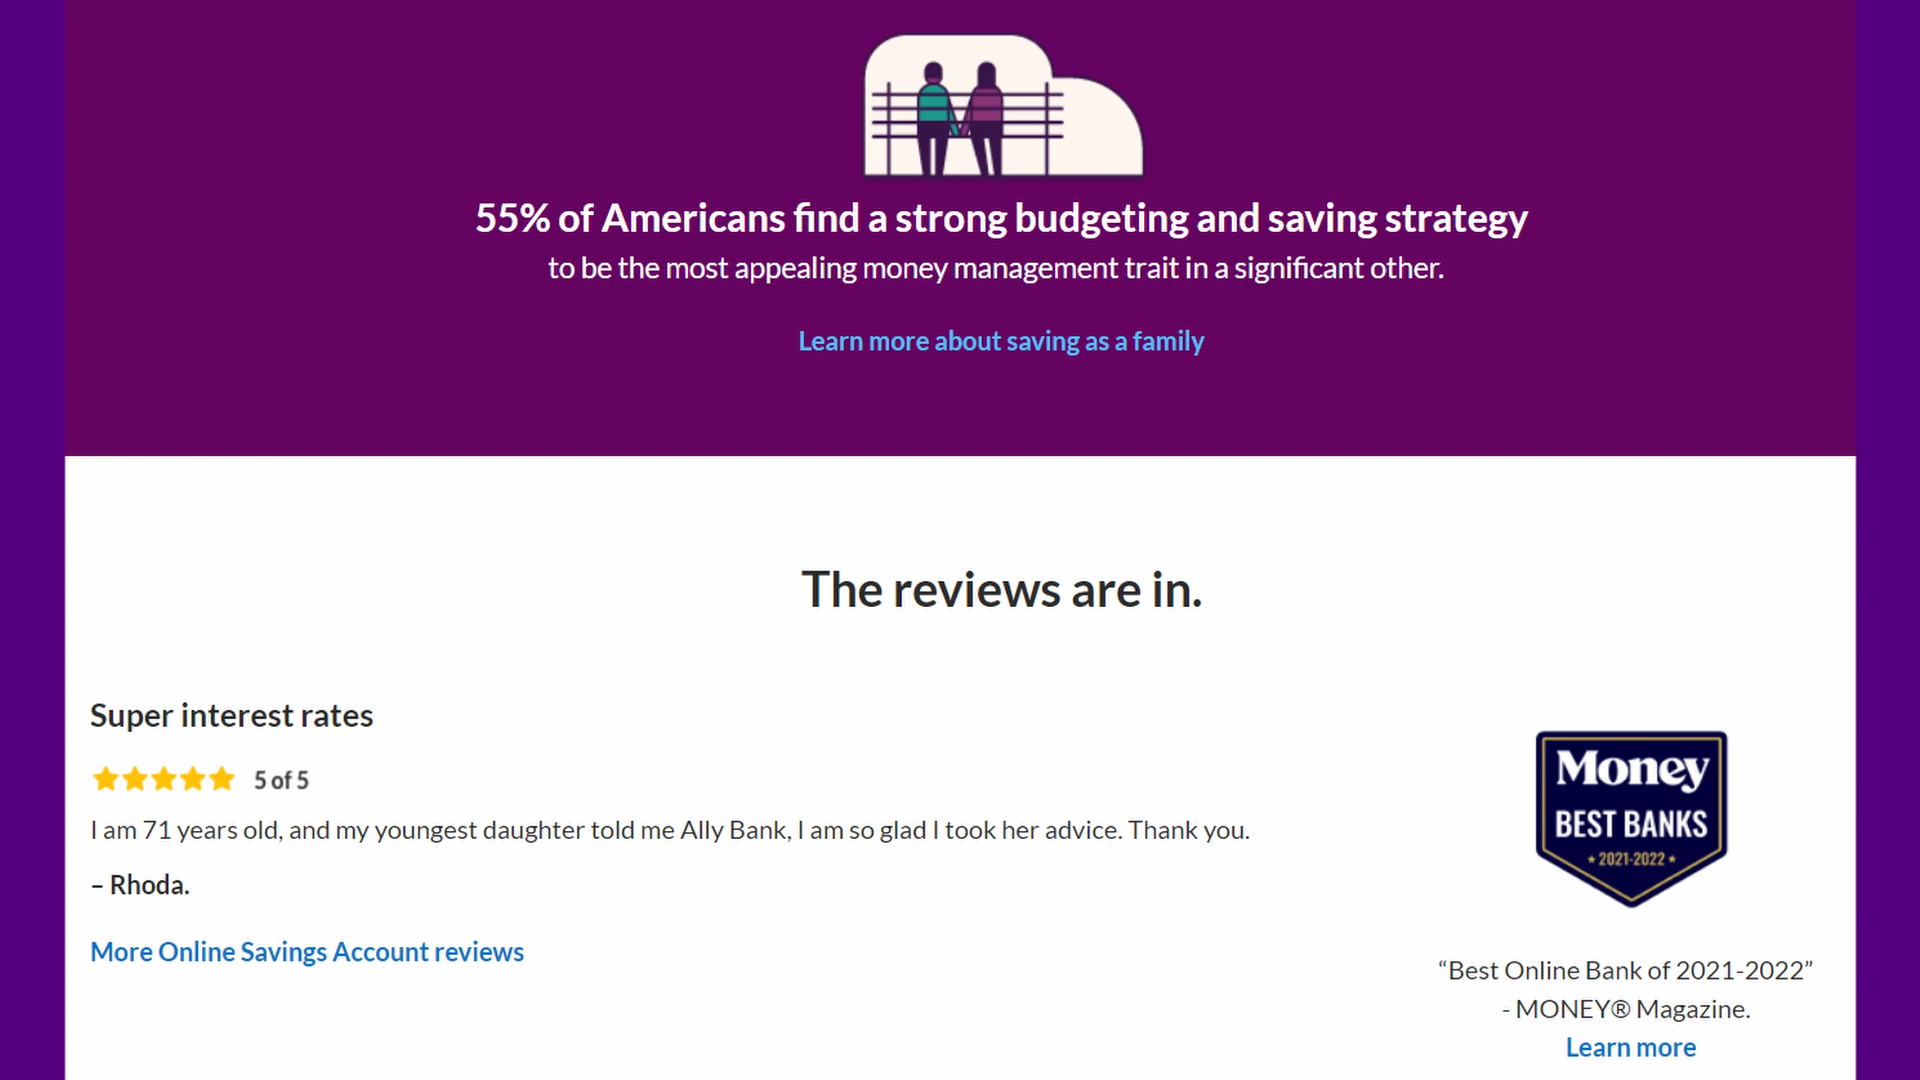 55% of Americans find a strong budgeting and saving strategy
to be the most appealing money management trait in a significant other.
Learn more about saving as a family
The reviews are in.
Super interest rates
5 of 5
I am 71 years old, and my youngest daughter told me Ally Bank, I am so glad I took her advice. Thank you.
– Rhoda.
More Online Savings Account reviews
Money
BEST BANKS
★ 2021-2022 ★
“Best Online Bank of 2021-2022”
- MONEY® Magazine.
Learn more